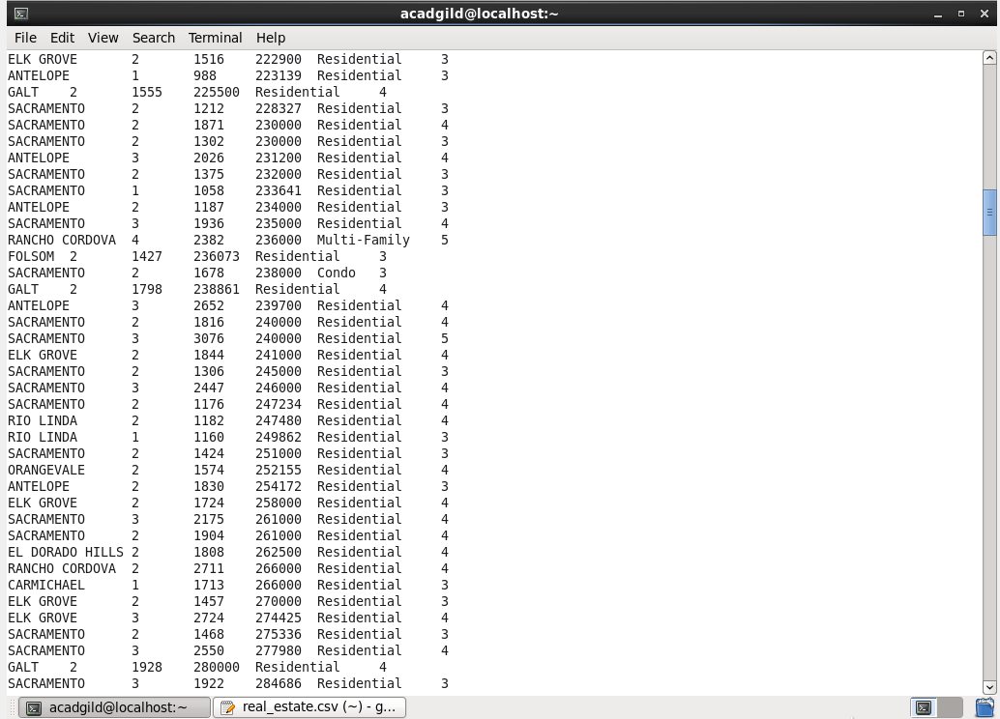 acadgild@localhost:~
File Edit View Search Terminal Help
ELK GROVE 2 1516 222900 Residential 3
ANTELOPE 1 988 223139 Residential 3
GALT 2 1555 225500 Residential 4
SACRAMENTO 2 1212 228327 Residential 3
SACRAMENTO 2 1871 230000 Residential 4
SACRAMENTO 2 1302 230000 Residential 3
ANTELOPE 3 2026 231200 Residential 4
SACRAMENTO 2 1375 232000 Residential 3
SACRAMENTO 1 1058 233641 Residential 3
ANTELOPE 2 1187 234000 Residential 3
SACRAMENTO 3 1936 235000 Residential 4
RANCHO CORDOVA 4 2382 236000 Multi-Family 5
FOLSOM 2 1427 236073 Residential 3
SACRAMENTO 2 1678 238000 Condo 3
GALT 2 1798 238861 Residential 4
ANTELOPE 3 2652 239700 Residential 4
SACRAMENTO 2 1816 240000 Residential 4
SACRAMENTO 3 3076 240000 Residential 5
ELK GROVE 2 1844 241000 Residential 4
SACRAMENTO 2 1306 245000 Residential 3
SACRAMENTO 3 2447 246000 Residential 4
SACRAMENTO 2 1176 247234 Residential 4
RIO LINDA 2 1182 247480 Residential 4
RIO LINDA 1 1160 249862 Residential 3
SACRAMENTO 2 1424 251000 Residential 3
ORANGEVALE 2 1574 252155 Residential 4
ANTELOPE 2 1830 254172 Residential 3
ELK GROVE 2 1724 258000 Residential 4
SACRAMENTO 3 2175 261000 Residential 4
SACRAMENTO 2 1904 261000 Residential 4
EL DORADO HILLS 2 1808 262500 Residential 4
RANCHO CORDOVA 2 2711 266000 Residential 4
CARMICHAEL 1 1713 266000 Residential 3
ELK GROVE 2 1457 270000 Residential 3
ELK GROVE 3 2724 274425 Residential 4
SACRAMENTO 2 1468 275336 Residential 3
SACRAMENTO 3 2550 277980 Residential 4
GALT 2 1928 280000 Residential 4
SACRAMENTO 3 1922 284686 Residential 3
acadgild@localhost:~ real_estate.csv (~) - g...